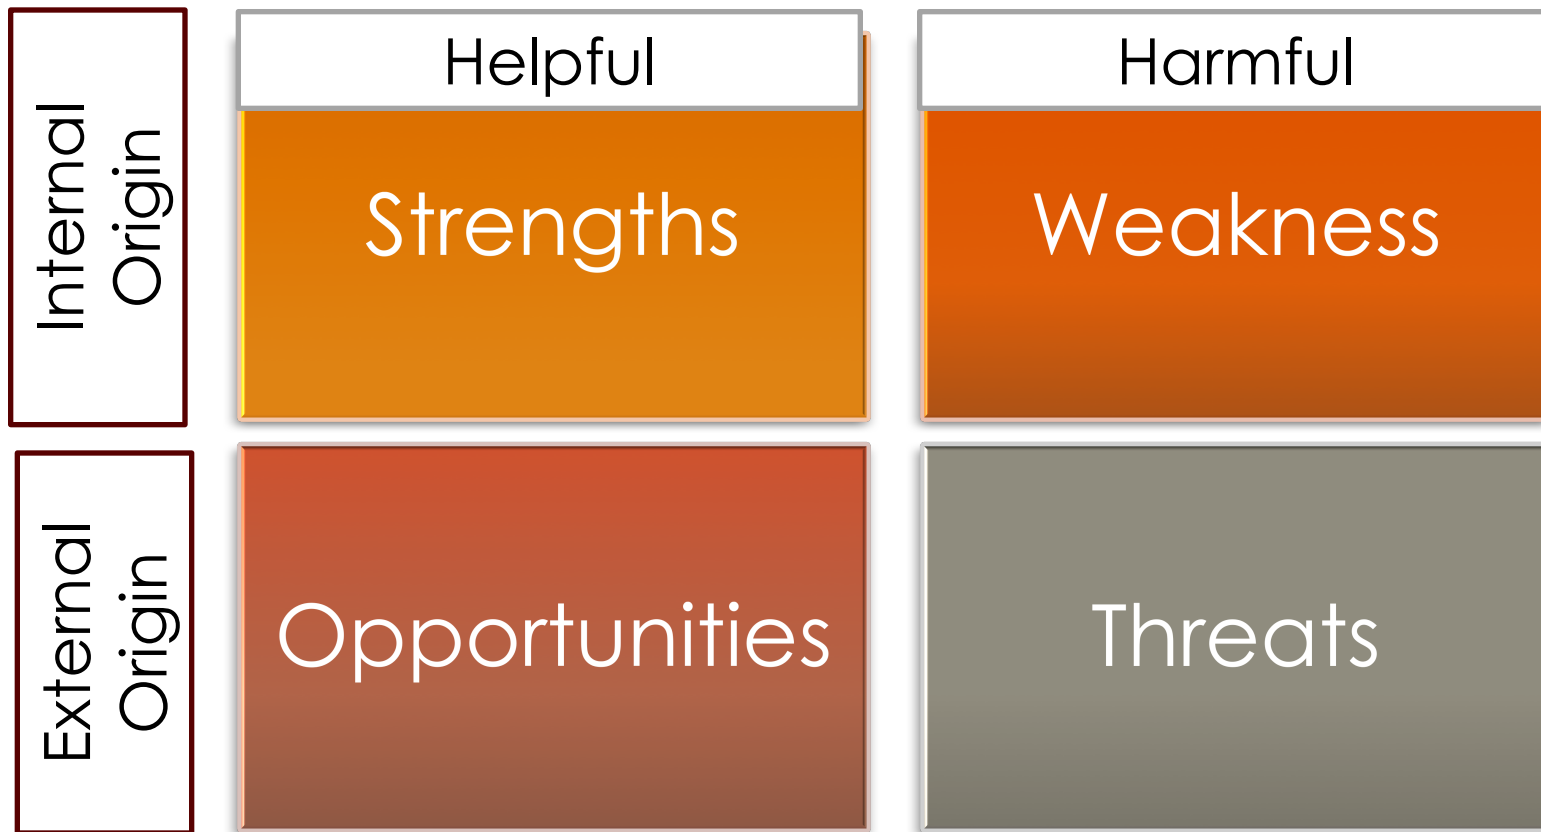 Helpful
Harmful
Internal
Origin
Strengths
Weakness
External
Origin
Opportunities
Threats